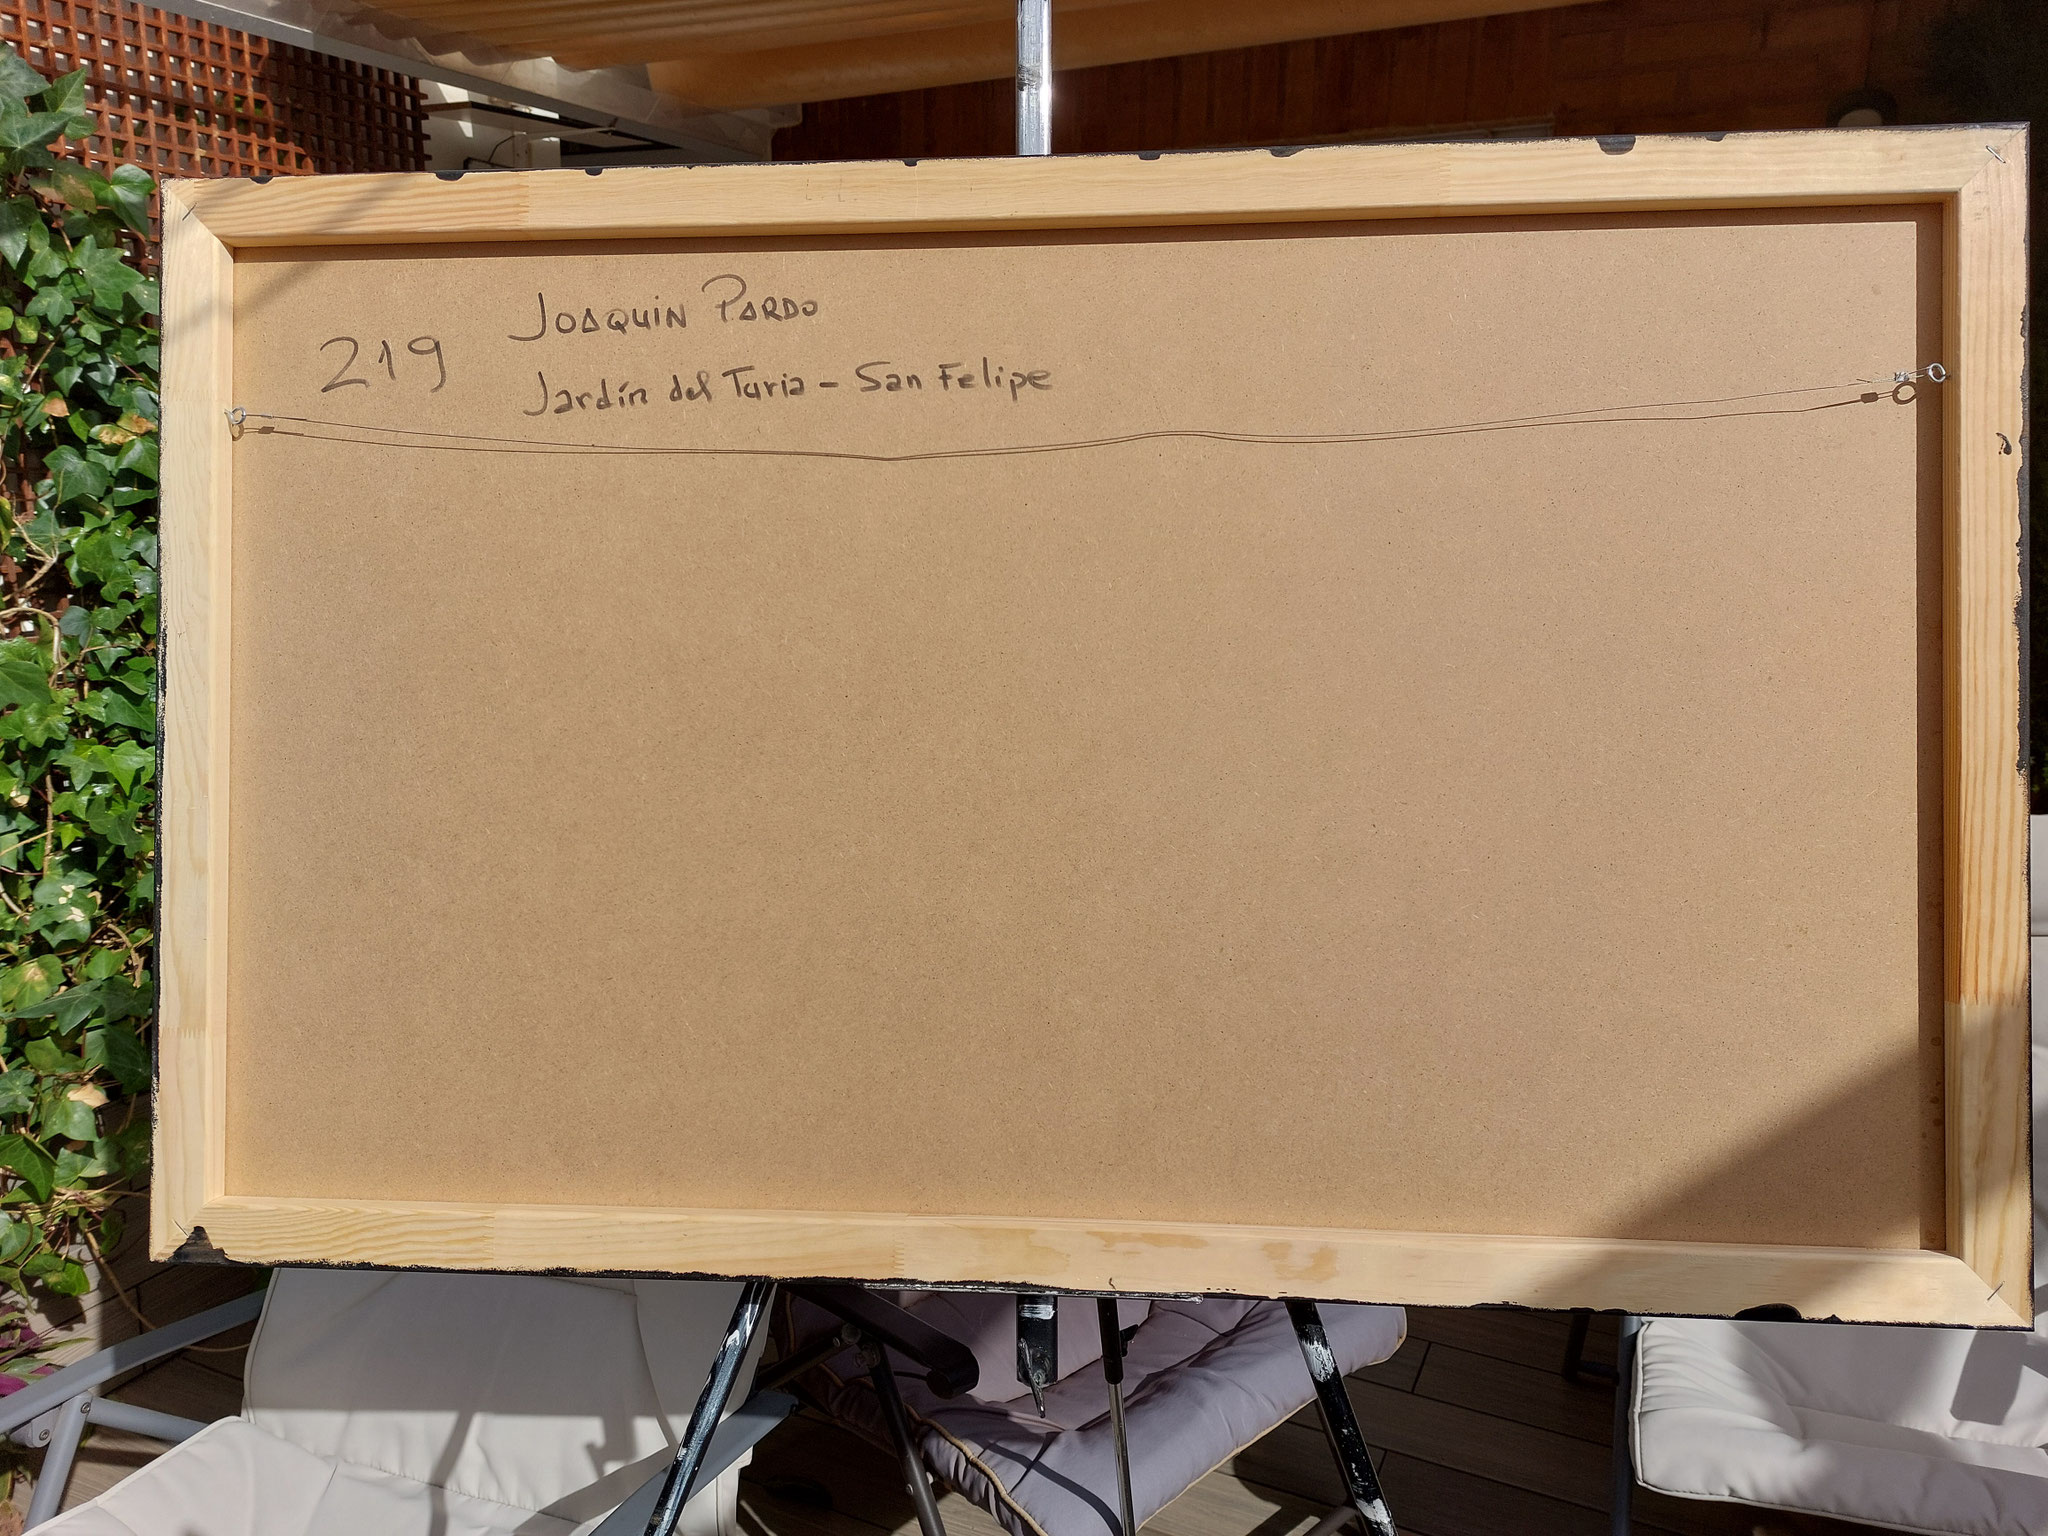 219
JOAQUIN PARDO
Jardín del Turia - San Felipe